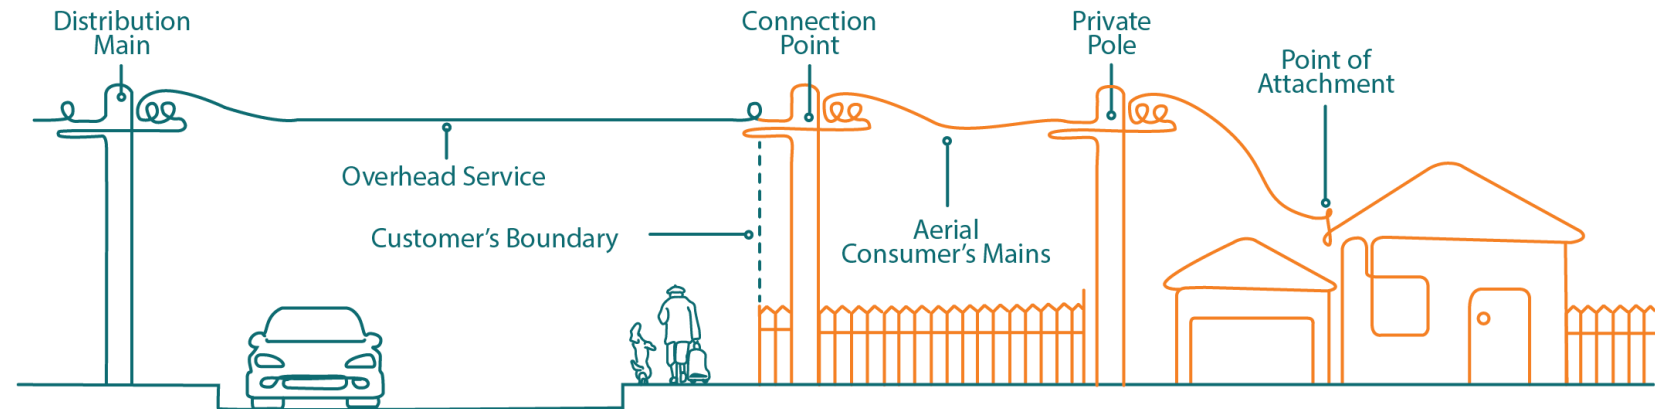 Distribution
Main
Connection
Point
Private
Pole
Point of
Attachment
Overhead Service
Customer’s Boundary
Aerial
Consumer’s Mains